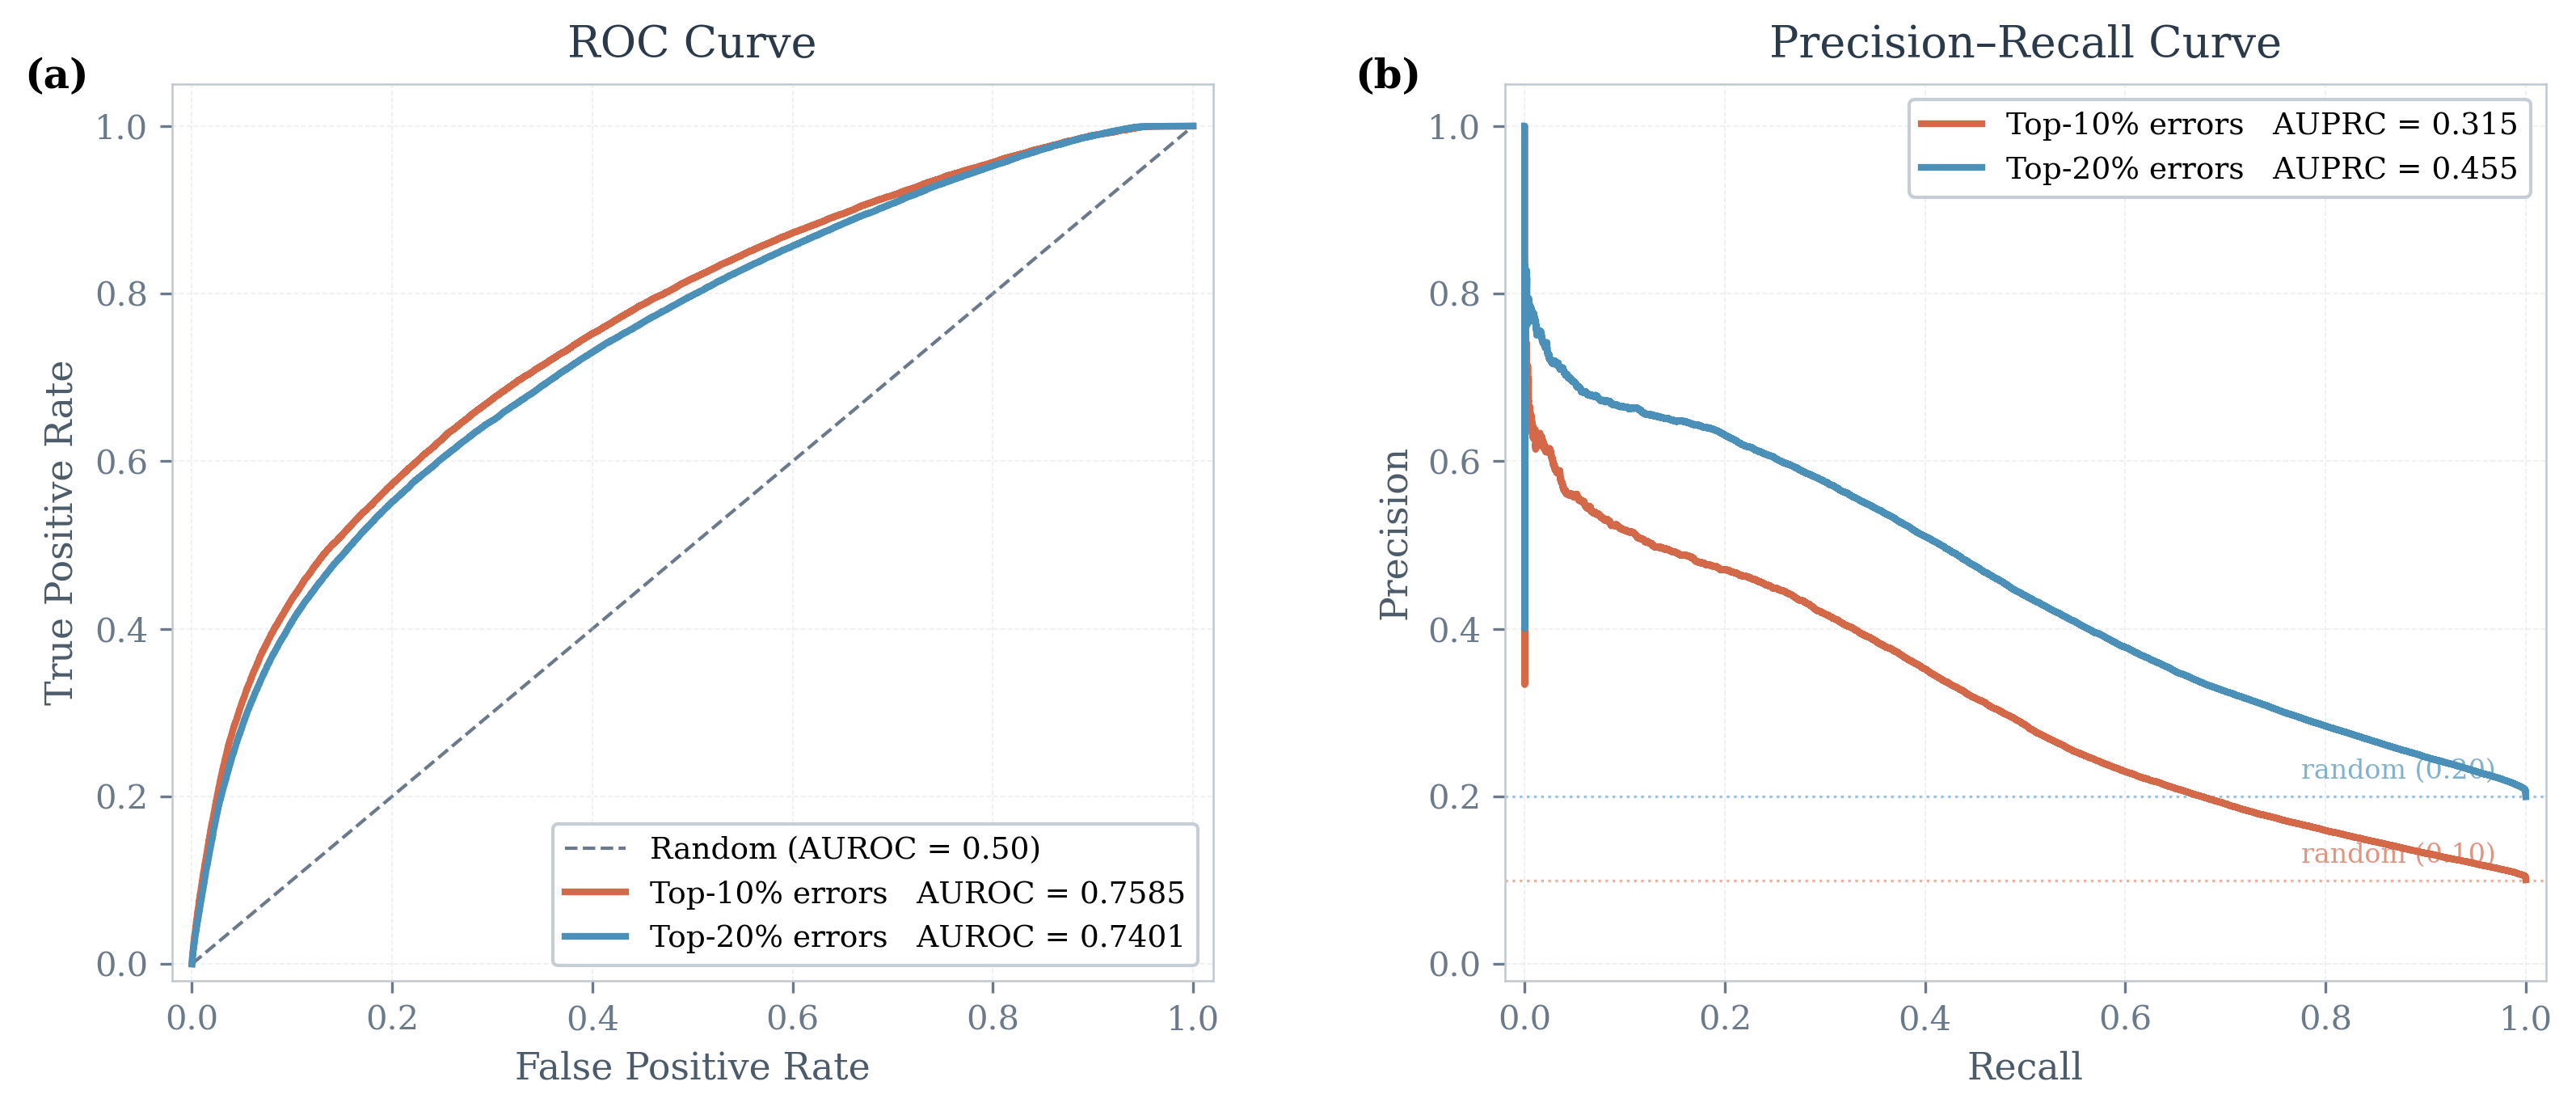 (a)
ROC Curve
True Positive Rate
1.0
0.8
0.6
0.4
0.2
0.0
Random (AUROC = 0.50)
Top-10% errors AUROC = 0.7585
Top-20% errors AUROC = 0.7401
0.0 0.2 0.4 0.6 0.8 1.0
False Positive Rate
(b)
Precision–Recall Curve
Precision
1.0
0.8
0.6
0.4
0.2
0.0
Top-10% errors AUPRC = 0.315
Top-20% errors AUPRC = 0.455
random (0.20)
random (0.10)
0.0 0.2 0.4 0.6 0.8 1.0
Recall